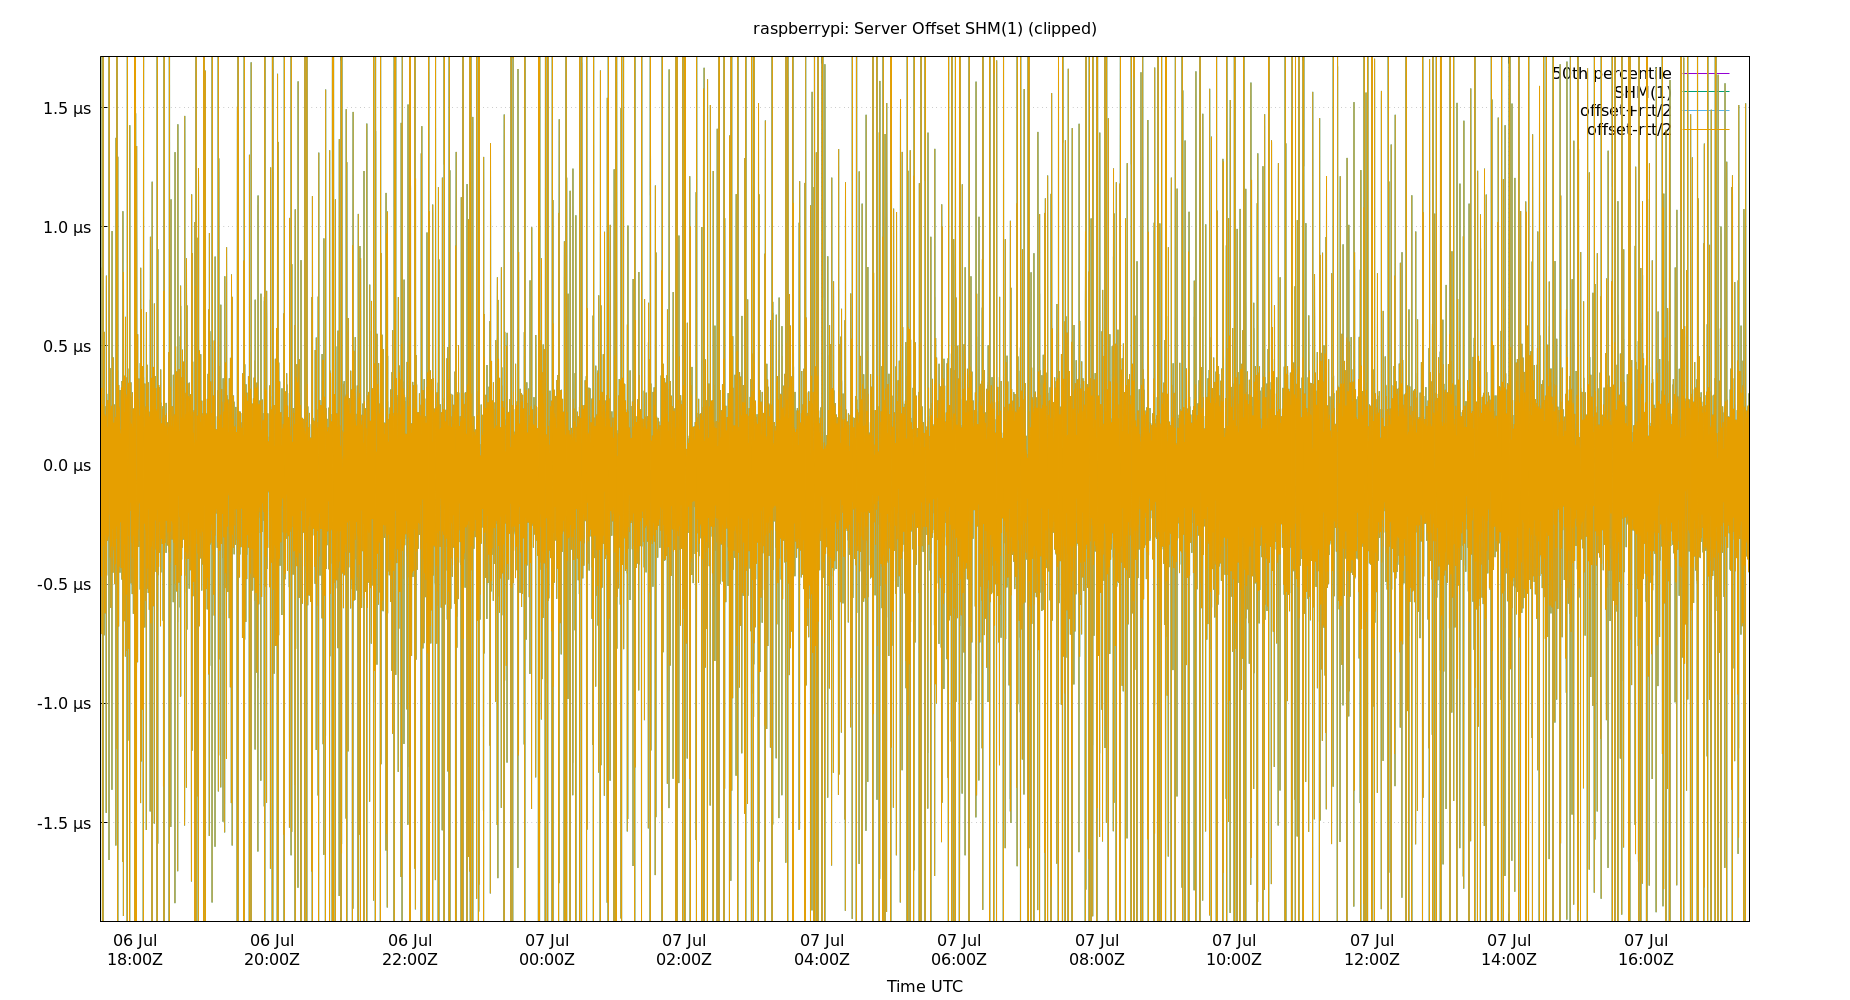 raspberrypi: Server Offset SHM(1) (clipped)
50th percentile
SHM(1)
offset+rtt/2
offset-rtt/2
1.5 µs
1.0 µs
0.5 µs
0.0 µs
-0.5 µs
-1.0 µs
-1.5 µs
06 Jul 06 Jul 06 Jul 07 Jul 07 Jul 07 Jul 07 Jul 07 Jul 07 Jul 07 Jul 07 Jul 07 Jul
18:00Z 20:00Z 22:00Z 00:00Z 02:00Z 04:00Z 06:00Z 08:00Z 10:00Z 12:00Z 14:00Z 16:00Z
Time UTC